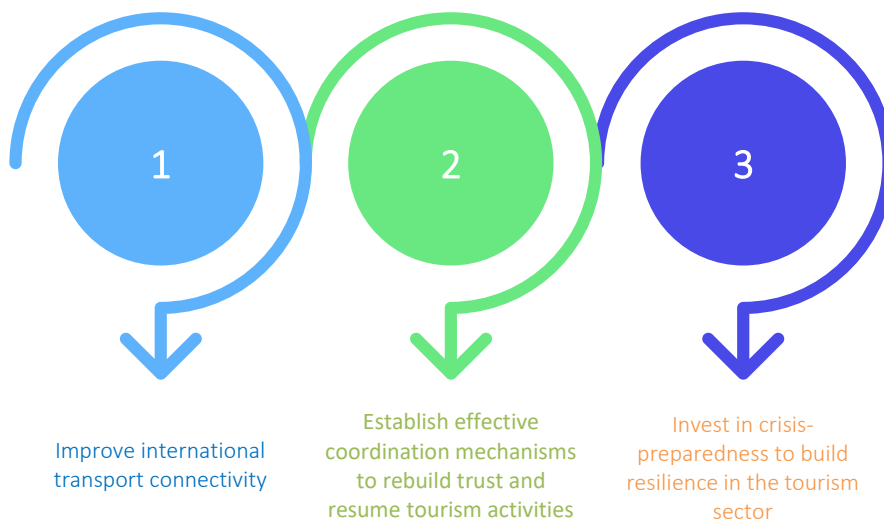 1
2
3
Improve international
transport connectivity
Establish effective
coordination mechanisms
to rebuild trust and
resume tourism activities
Invest in crisis-
preparedness to build
resilience in the tourism
sector